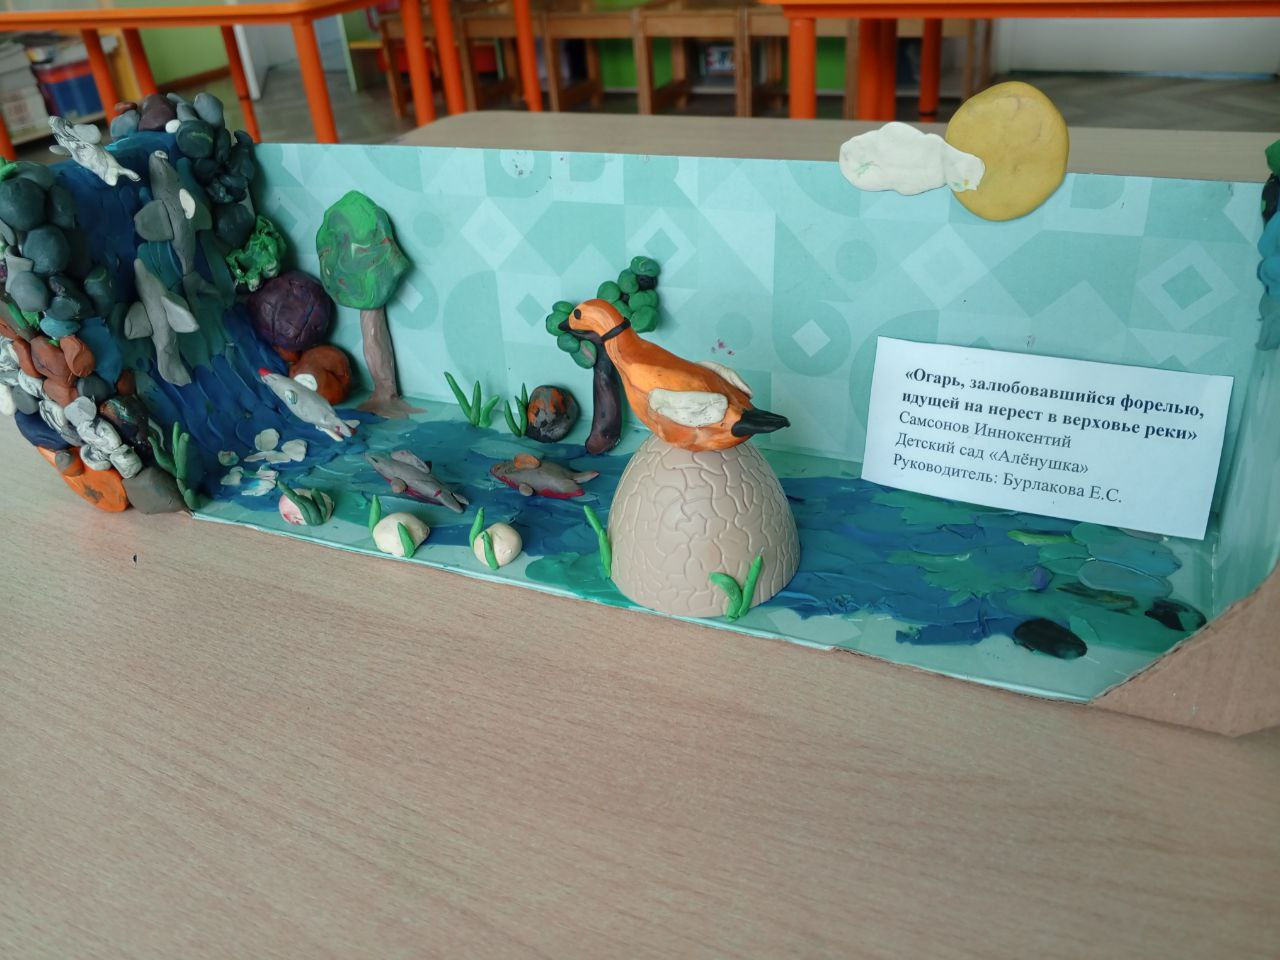 «Огарь, залюбовавшийся форелью,
идущей на нерест в верховье реки»
Самсонов Иннокентий
Детский сад «Алёнушка»
Руководитель: Бурлакова Е.С.